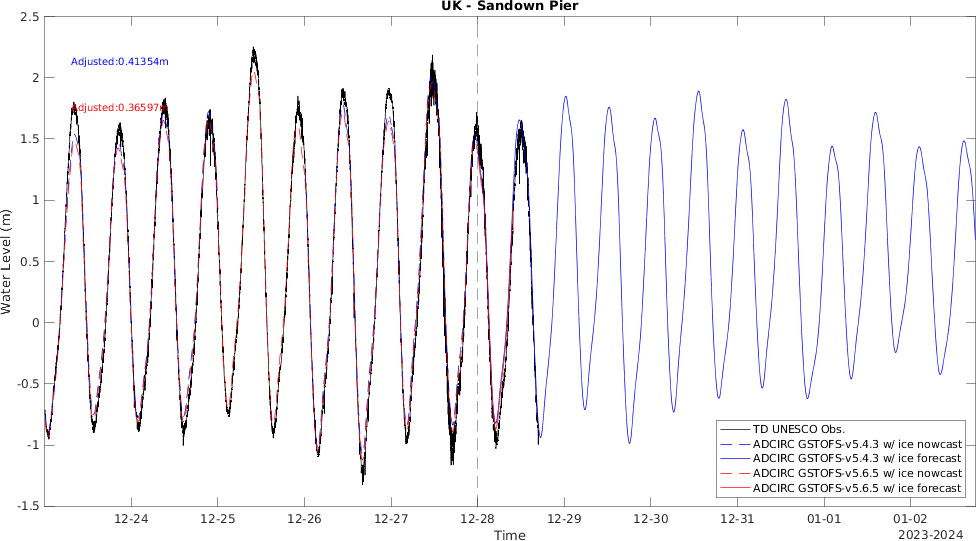 UK - Sandown Pier
2.5
2
1.5
1
0.5
0
-0.5
-1
-1.5
Water Level (m)
Adjusted:0.41354m
Adjusted:0.36597m
TD UNESCO Obs.
ADCIRC GSTOFS-v5.4.3 w/ ice nowcast
ADCIRC GSTOFS-v5.4.3 w/ ice forecast
ADCIRC GSTOFS-v5.6.5 w/ ice nowcast
ADCIRC GSTOFS-v5.6.5 w/ ice forecast
12-24 12-25 12-26 12-27 12-28 12-29 12-30 12-31 01-01 01-02
Time
2023-2024